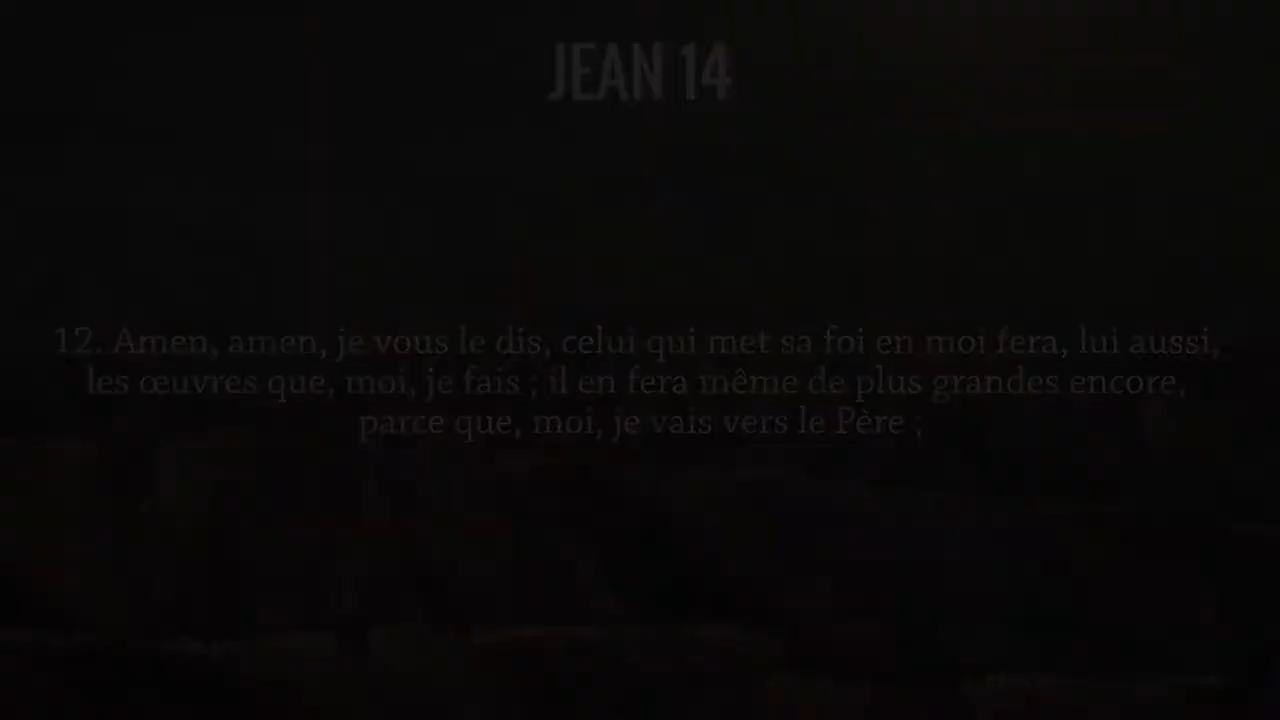 JEAN 14
12. Amen, amen, je vous le dis, celui qui met sa foi en moi fera, lui aussi,
les œuvres que, moi, je fais ; il en fera même de plus grandes encore,
parce que, moi, je vais vers le Père ;